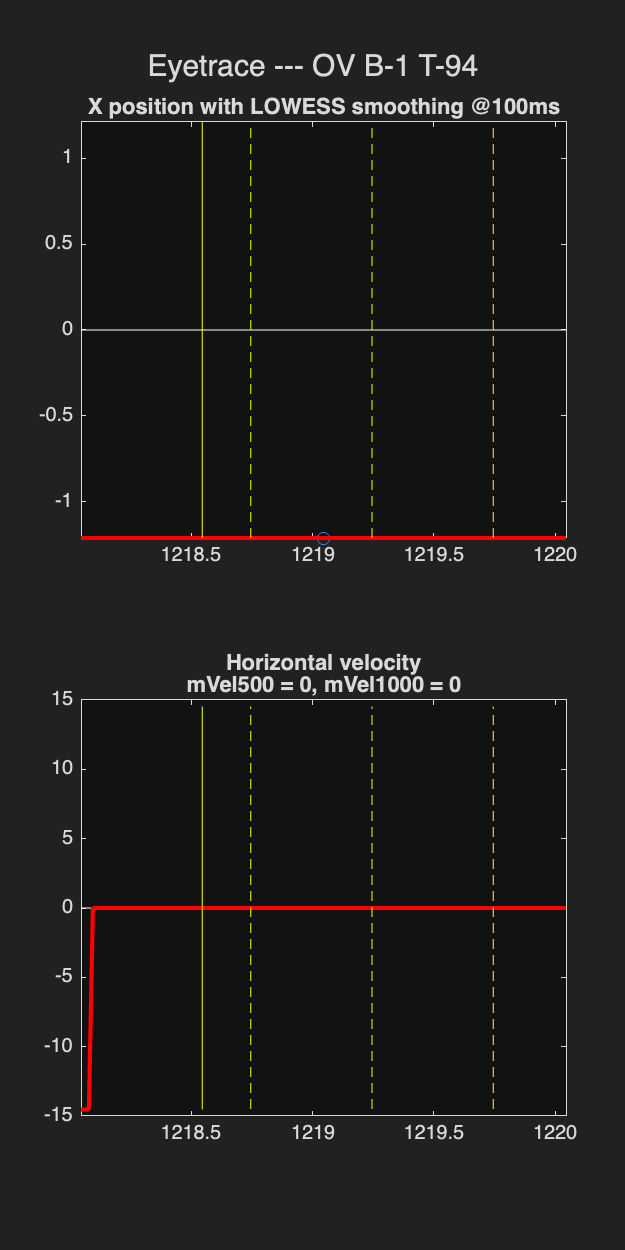 Eyetrace --- OV B-1 T-94
X position with LOWESS smoothing @100ms
1
0.5
0
-0.5
-1
1218.5 1219 1219.5 1220
Horizontal velocity
mVel500 = 0, mVel1000 = 0
15
10
5
0
-5
-10
-15
1218.5 1219 1219.5 1220